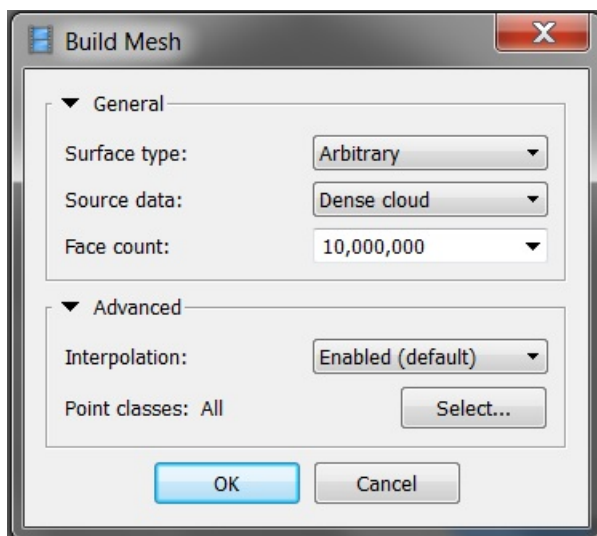 Build Mesh
General
Surface type: Arbitrary
Source data: Dense cloud
Face count: 10,000,000
Advanced
Interpolation: Enabled (default)
Point classes: All Select...
OK Cancel